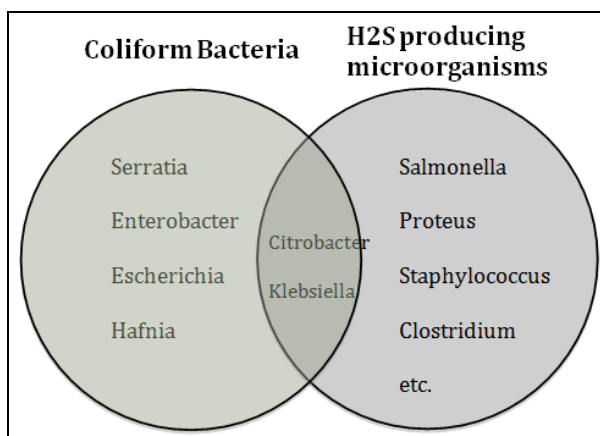 Coliform Bacteria
H2S producing
microorganisms
Serratia
Enterobacter
Escherichia
Hafnia
Citrobacter
Klebsiella
Salmonella
Proteus
Staphylococcus
Clostridium
etc.